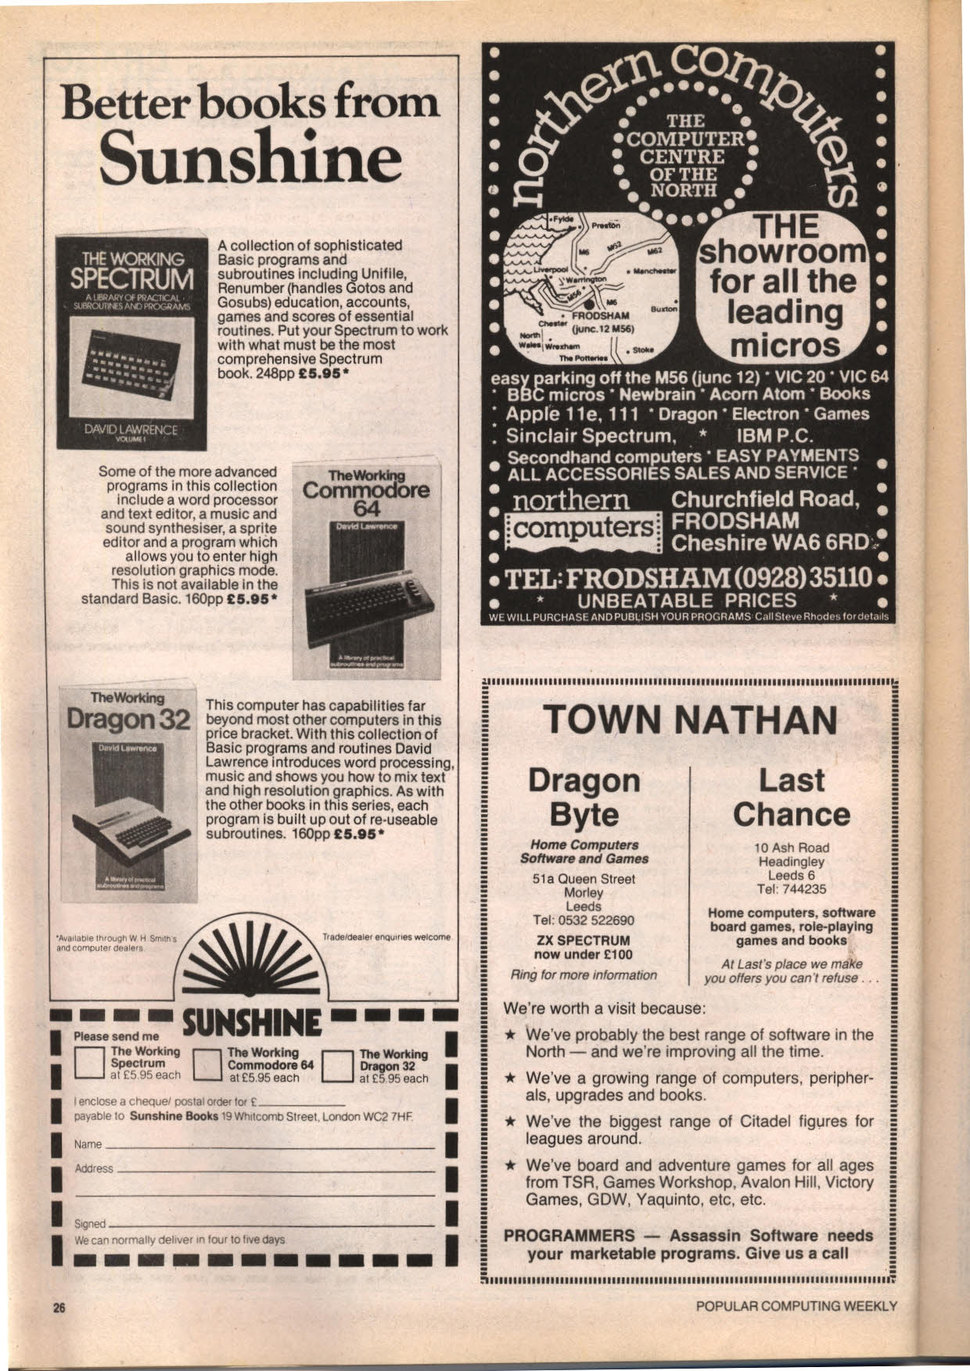 Better books from
Sunshine
THE WORKING
SPECTRUM
A LIBRARY OF PRACTICAL
SUBROUTINES AND PROGRAMS
DAVID LAWRENCE
VOLUME 1
A collection of sophisticated
Basic programs and
subroutines including Unifile,
Renumber (handles Gotos and
Gosubs) education, accounts,
games and scores of essential
routines. Put your Spectrum to work
with what must be the most
comprehensive Spectrum
book. 248pp £5.95*
Some of the more advanced
programs in this collection
include a word processor
and text editor, a music and
sound synthesiser, a sprite
editor and a program which
allows you to enter high
resolution graphics mode.
This is not available in the
standard Basic. 160pp £5.95*
The Working
Commodore
64
David Lawrence
A library of practical
subroutines and programs
The Working
Dragon 32
David Lawrence
A library of practical
subroutines and programs
This computer has capabilities far
beyond most other computers in this
price bracket. With this collection of
Basic programs and routines David
Lawrence introduces word processing,
music and shows you how to mix text
and high resolution graphics. As with
the other books in this series, each
program is built up out of re-useable
subroutines. 160pp £5.95*
*Available through W. H. Smith's
and computer dealers
Trade/dealer enquiries welcome.
SUNSHINE
Please send me
The Working
Spectrum
at £5.95 each
The Working
Commodore 64
at £5.95 each
The Working
Dragon 32
at £5.95 each
I enclose a cheque/ postal order for £
payable to Sunshine Books 19 Whitcomb Street, London WC2 7HF.
Name
Address
Signed
We can normally deliver in four to five days
26
northern computers
THE
COMPUTER
CENTRE
OF THE
NORTH
Fylde
Preston
M6
M52
M62
Liverpool
Manchester
Warrington
M56
M6
Buxton
FRODSHAM
Chester
(junc.12 M56)
North
Wales
Wrexham
Stoke
The Potteries
THE
showroom
for all the
leading
micros
easy parking off the M56 (junc 12) * VIC 20 * VIC 64
* BBC micros * Newbrain * Acorn Atom * Books
* Apple 11e, 111 * Dragon * Electron * Games
Sinclair Spectrum, * IBM P.C.
Secondhand computers * EASY PAYMENTS
ALL ACCESSORIES SALES AND SERVICE *
northern
computers
Churchfield Road,
FRODSHAM
Cheshire WA6 6RD
TEL: FRODSHAM (0928) 35110
* UNBEATABLE PRICES *
WE WILL PURCHASE AND PUBLISH YOUR PROGRAMS Call Steve Rhodes for details
TOWN NATHAN
Dragon
Byte
Home Computers
Software and Games
51a Queen Street
Morley
Leeds
Tel: 0532 522690
ZX SPECTRUM
now under £100
Ring for more information
Last
Chance
10 Ash Road
Headingley
Leeds 6
Tel: 744235
Home computers, software
board games, role-playing
games and books
At Last's place we make
you offers you can't refuse . . .
We're worth a visit because:
★ We've probably the best range of software in the
North — and we're improving all the time.
★ We've a growing range of computers, peripher-
als, upgrades and books.
★ We've the biggest range of Citadel figures for
leagues around.
★ We've board and adventure games for all ages
from TSR, Games Workshop, Avalon Hill, Victory
Games, GDW, Yaquinto, etc, etc.
PROGRAMMERS — Assassin Software needs
your marketable programs. Give us a call
POPULAR COMPUTING WEEKLY